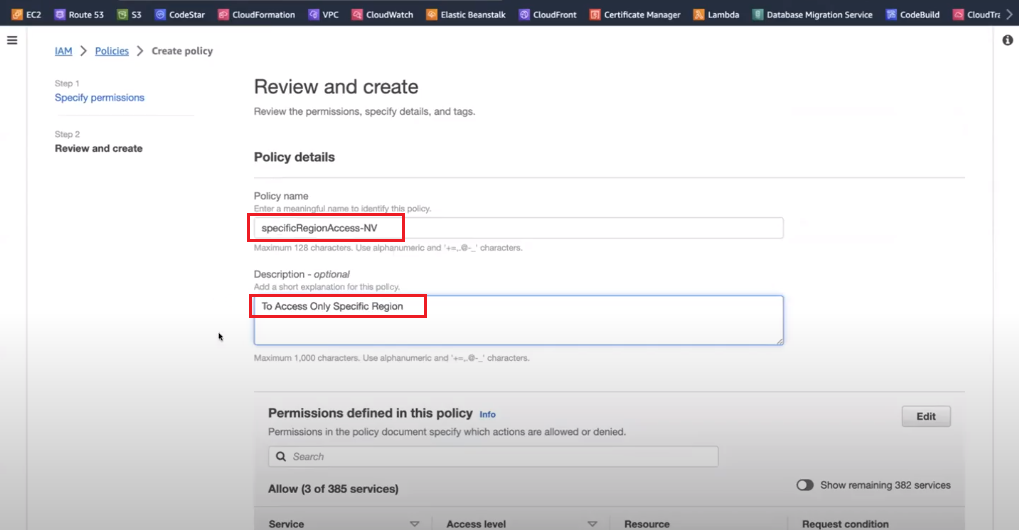 EC2 Route 53 S3 CodeStar CloudFormation VPC CloudWatch Elastic Beanstalk CloudFront Certificate Manager Lambda Database Migration Service CodeBuild CloudTra
IAM > Policies > Create policy
Step 1
Specify permissions
Step 2
Review and create
Review and create
Review the permissions, specify details, and tags.
Policy details
Policy name
Enter a meaningful name to identify this policy.
specificRegionAccess-NV
Maximum 128 characters. Use alphanumeric and '+=,.@-_' characters.
Description - optional
Add a short explanation for this policy.
To Access Only Specific Region
Maximum 1,000 characters. Use alphanumeric and '+=,.@-_' characters.
Permissions defined in this policy Info
Edit
Permissions in the policy document specify which actions are allowed or denied.
Search
Allow (3 of 385 services)
Show remaining 382 services
Service Access level Resource Request condition